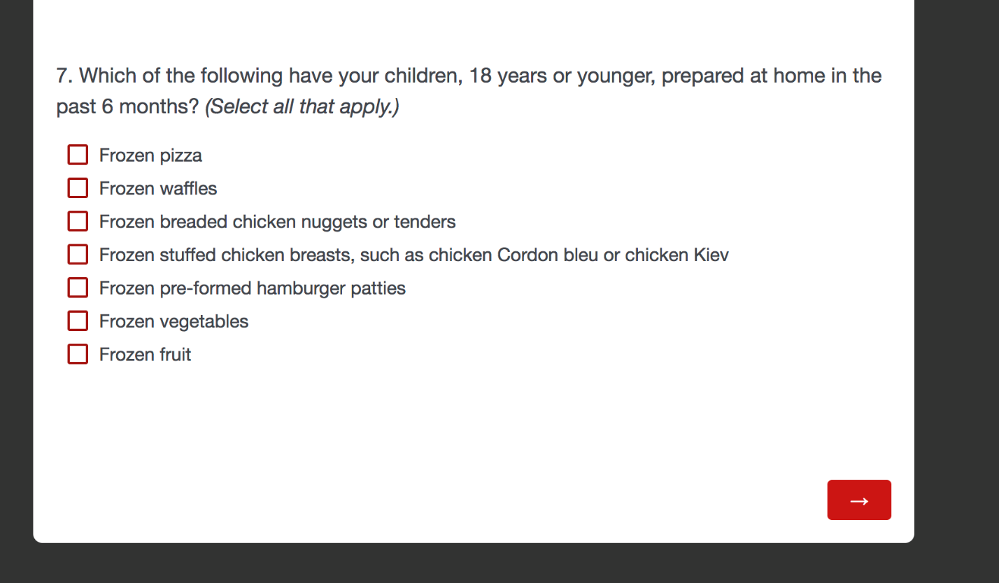 7. Which of the following have your children, 18 years or younger, prepared at home in the
past 6 months? (Select all that apply.)
Frozen pizza
Frozen waffles
Frozen breaded chicken nuggets or tenders
Frozen stuffed chicken breasts, such as chicken Cordon bleu or chicken Kiev
Frozen pre-formed hamburger patties
Frozen vegetables
Frozen fruit
→